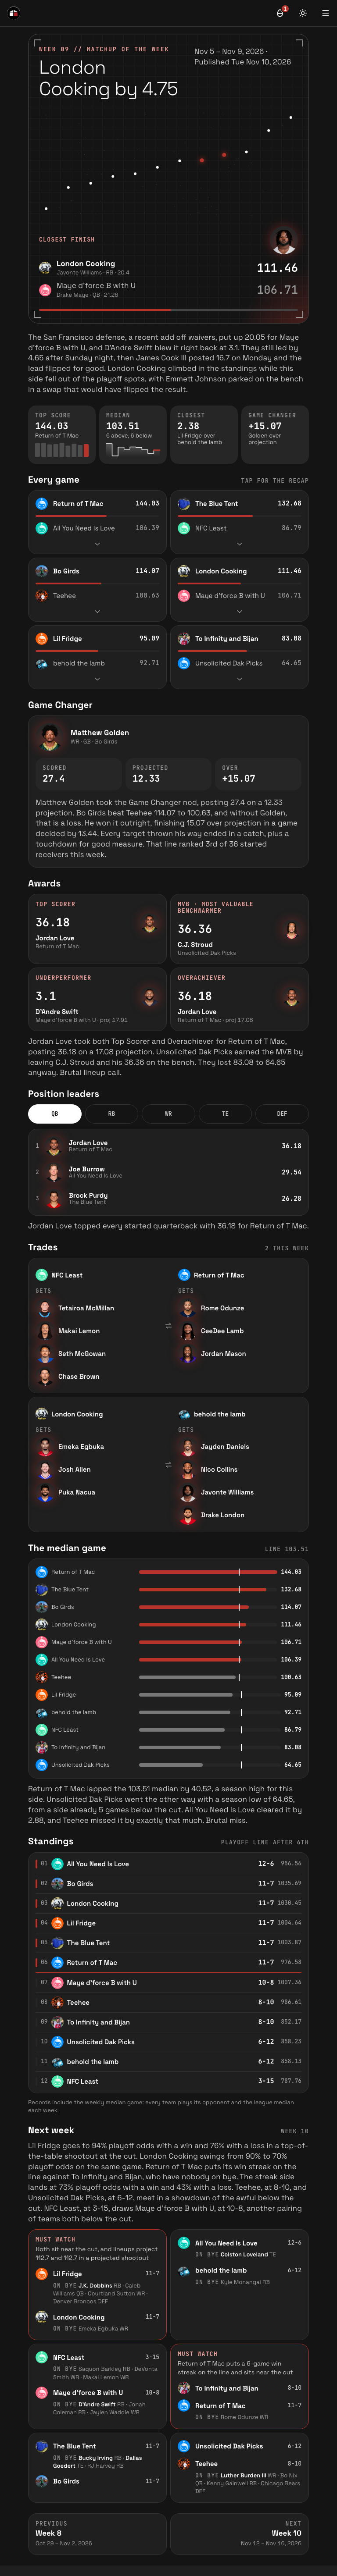 1
WEEK 09 // MATCHUP OF THE WEEK
London
Cooking by 4.75
Nov 5 – Nov 9, 2026 ·
Published Tue Nov 10, 2026
CLOSEST FINISH
London Cooking
Javonte Williams · RB · 20.4
111.46
Maye d'force B with U
Drake Maye · QB · 21.26
106.71
The San Francisco defense, a recent add off waivers, put up 20.05 for Maye
d'force B with U, and D'Andre Swift blew it right back at 3.1. They still led by
4.65 after Sunday night, then James Cook III posted 16.7 on Monday and the
lead flipped for good. London Cooking climbed in the standings while this
side fell out of the playoff spots, with Emmett Johnson parked on the bench
in a swap that would have flipped the result.
TOP SCORE
144.03
Return of T Mac
MEDIAN
103.51
6 above, 6 below
CLOSEST
2.38
Lil Fridge over
behold the lamb
GAME CHANGER
+15.07
Golden over
projection
Every game
TAP FOR THE RECAP
Return of T Mac 144.03
All You Need Is Love 106.39
The Blue Tent 132.68
NFC Least 86.79
Bo Girds 114.07
Teehee 100.63
London Cooking 111.46
Maye d'force B with U 106.71
Lil Fridge 95.09
behold the lamb 92.71
To Infinity and Bijan 83.08
Unsolicited Dak Picks 64.65
Game Changer
Matthew Golden
WR · GB · Bo Girds
SCORED
27.4
PROJECTED
12.33
OVER
+15.07
Matthew Golden took the Game Changer nod, posting 27.4 on a 12.33
projection. Bo Girds beat Teehee 114.07 to 100.63, and without Golden,
that is a loss. He won it outright, finishing 15.07 over projection in a game
decided by 13.44. Every target thrown his way ended in a catch, plus a
touchdown for good measure. That line ranked 3rd of 36 started
receivers this week.
Awards
TOP SCORER
36.18
Jordan Love
Return of T Mac
MVB · MOST VALUABLE
BENCHWARMER
36.36
C.J. Stroud
Unsolicited Dak Picks
UNDERPERFORMER
3.1
D'Andre Swift
Maye d'force B with U · proj 17.91
OVERACHIEVER
36.18
Jordan Love
Return of T Mac · proj 17.08
Jordan Love took both Top Scorer and Overachiever for Return of T Mac,
posting 36.18 on a 17.08 projection. Unsolicited Dak Picks earned the MVB by
leaving C.J. Stroud and his 36.36 on the bench. They lost 83.08 to 64.65
anyway. Brutal lineup call.
Position leaders
QB
RB
WR
TE
DEF
1
Jordan Love
Return of T Mac
36.18
2
Joe Burrow
All You Need Is Love
29.54
3
Brock Purdy
The Blue Tent
26.28
Jordan Love topped every started quarterback with 36.18 for Return of T Mac.
Trades
2 THIS WEEK
NFC Least
GETS
Tetairoa McMillan
Makai Lemon
Seth McGowan
Chase Brown
Return of T Mac
GETS
Rome Odunze
CeeDee Lamb
Jordan Mason
London Cooking
GETS
Emeka Egbuka
Josh Allen
Puka Nacua
behold the lamb
GETS
Jayden Daniels
Nico Collins
Javonte Williams
Drake London
The median game
LINE 103.51
Return of T Mac 144.03
The Blue Tent 132.68
Bo Girds 114.07
London Cooking 111.46
Maye d'force B with U 106.71
All You Need Is Love 106.39
Teehee 100.63
Lil Fridge 95.09
behold the lamb 92.71
NFC Least 86.79
To Infinity and Bijan 83.08
Unsolicited Dak Picks 64.65
Return of T Mac lapped the 103.51 median by 40.52, a season high for this
side. Unsolicited Dak Picks went the other way with a season low of 64.65,
from a side already 5 games below the cut. All You Need Is Love cleared it by
2.88, and Teehee missed it by exactly that much. Brutal miss.
Standings
PLAYOFF LINE AFTER 6TH
01 All You Need Is Love 12-6 956.56
02 Bo Girds 11-7 1035.69
03 London Cooking 11-7 1030.45
04 Lil Fridge 11-7 1004.64
05 The Blue Tent 11-7 1003.87
06 Return of T Mac 11-7 976.58
07 Maye d'force B with U 10-8 1007.36
08 Teehee 8-10 986.61
09 To Infinity and Bijan 8-10 852.17
10 Unsolicited Dak Picks 6-12 858.23
11 behold the lamb 6-12 858.13
12 NFC Least 3-15 787.76
Records include the weekly median game; every team plays its opponent and the league median
each week.
Next week
WEEK 10
Lil Fridge goes to 94% playoff odds with a win and 76% with a loss in a top-of-
the-table shootout at the cut. London Cooking swings from 90% to 70%
playoff odds on the same game. Return of T Mac puts its win streak on the
line against To Infinity and Bijan, who have nobody on bye. The streak side
lands at 73% playoff odds with a win and 43% with a loss. Teehee, at 8-10, and
Unsolicited Dak Picks, at 6-12, meet in a showdown of the awful below the
cut. NFC Least, at 3-15, draws Maye d'force B with U, at 10-8, another pairing
of teams both below the cut.
MUST WATCH
Both sit near the cut, and lineups project
112.7 and 112.7 in a projected shootout
Lil Fridge 11-7
ON BYE J.K. Dobbins RB · Caleb
Williams QB · Courtland Sutton WR ·
Denver Broncos DEF
London Cooking 11-7
ON BYE Emeka Egbuka WR
All You Need Is Love 12-6
ON BYE Colston Loveland TE
behold the lamb 6-12
ON BYE Kyle Monangai RB
NFC Least 3-15
ON BYE Saquon Barkley RB · DeVonta
Smith WR · Makai Lemon WR
Maye d'force B with U 10-8
ON BYE D'Andre Swift RB · Jonah
Coleman RB · Jaylen Waddle WR
MUST WATCH
Return of T Mac puts a 6-game win
streak on the line and sits near the cut
To Infinity and Bijan 8-10
Return of T Mac 11-7
ON BYE Rome Odunze WR
The Blue Tent 11-7
ON BYE Bucky Irving RB · Dallas
Goedert TE · RJ Harvey RB
Bo Girds 11-7
Unsolicited Dak Picks 6-12
Teehee 8-10
ON BYE Luther Burden III WR · Bo Nix
QB · Kenny Gainwell RB · Chicago Bears
DEF
PREVIOUS
Week 8
Oct 29 – Nov 2, 2026
NEXT
Week 10
Nov 12 – Nov 16, 2026